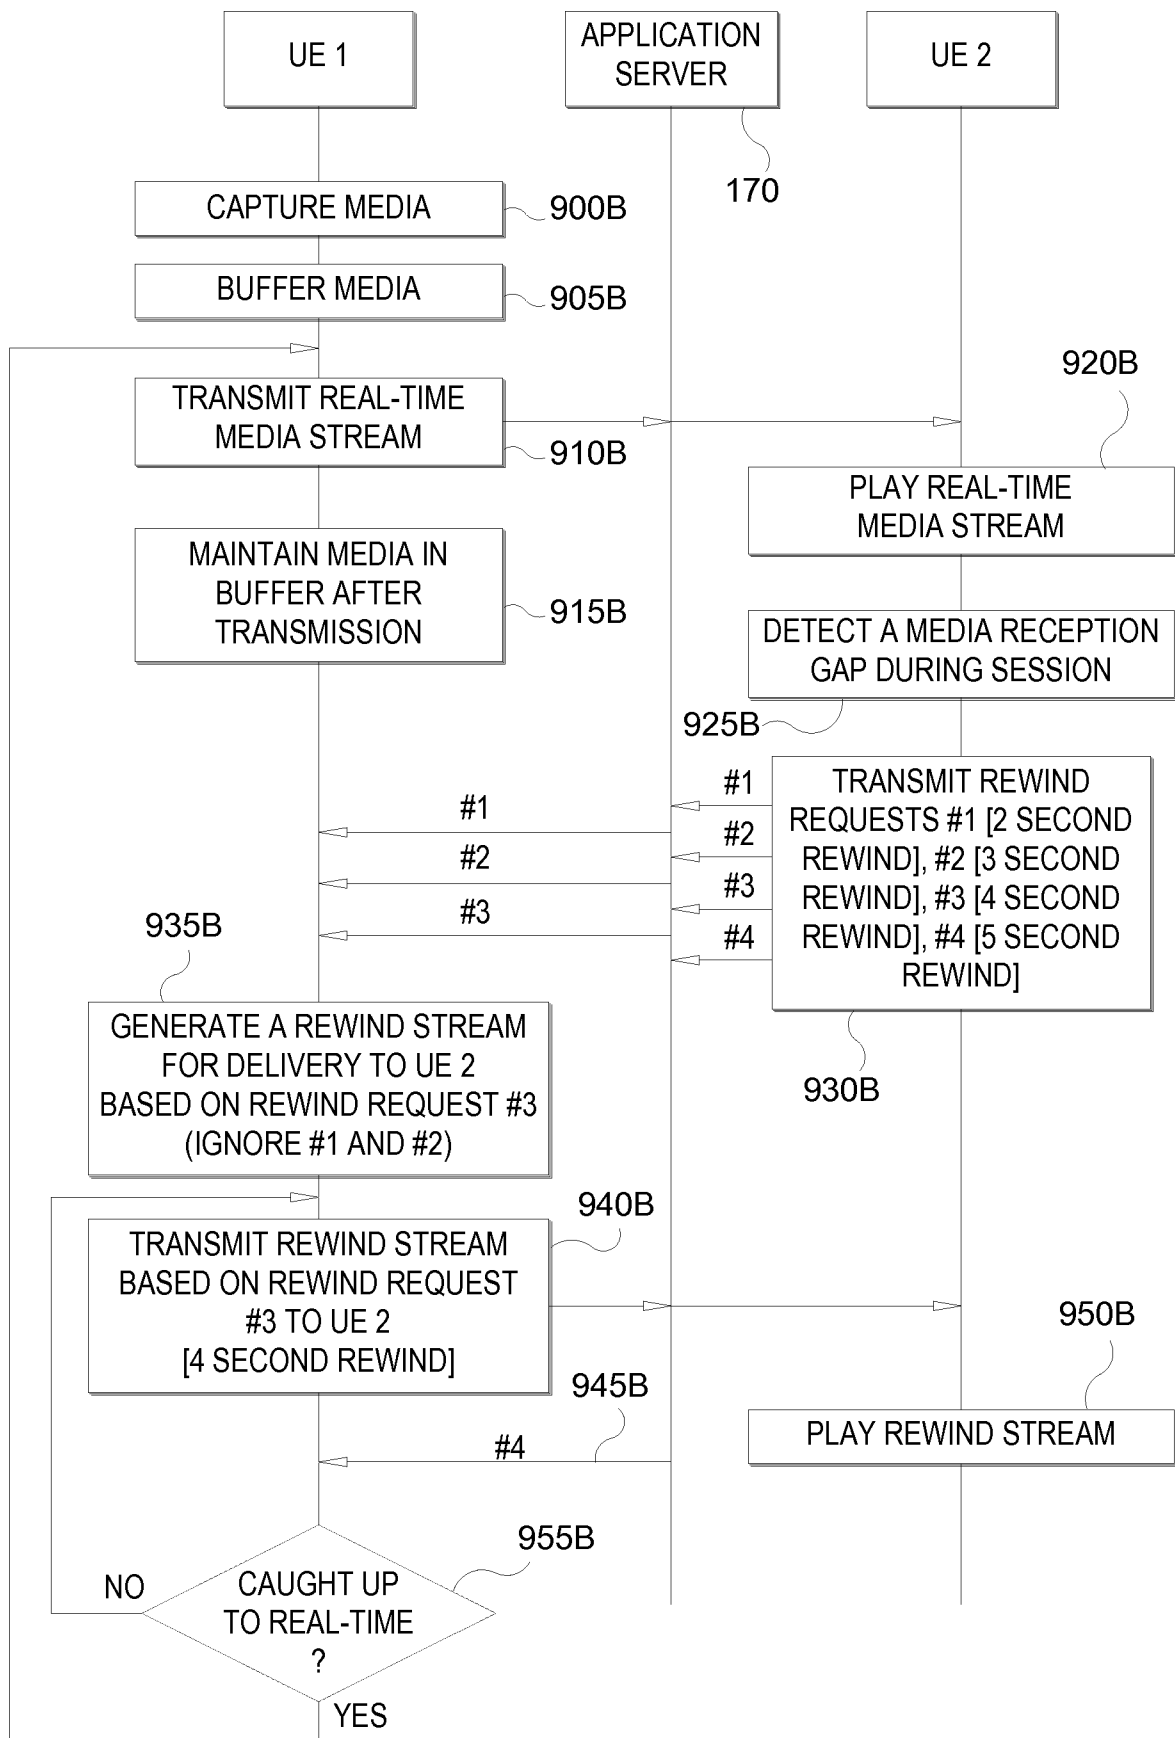 UE 1
APPLICATION
SERVER
UE 2
170
CAPTURE MEDIA
900B
BUFFER MEDIA
905B
TRANSMIT REAL-TIME
MEDIA STREAM
910B
920B
PLAY REAL-TIME
MEDIA STREAM
MAINTAIN MEDIA IN
BUFFER AFTER
TRANSMISSION
915B
DETECT A MEDIA RECEPTION
GAP DURING SESSION
925B
TRANSMIT REWIND
REQUESTS #1 [2 SECOND
REWIND], #2 [3 SECOND
REWIND], #3 [4 SECOND
REWIND], #4 [5 SECOND
REWIND]
930B
#1
#2
#3
#4
#1
#2
#3
935B
GENERATE A REWIND STREAM
FOR DELIVERY TO UE 2
BASED ON REWIND REQUEST #3
(IGNORE #1 AND #2)
940B
TRANSMIT REWIND STREAM
BASED ON REWIND REQUEST
#3 TO UE 2
[4 SECOND REWIND]
950B
PLAY REWIND STREAM
945B
#4
955B
CAUGHT UP
TO REAL-TIME
?
NO
YES